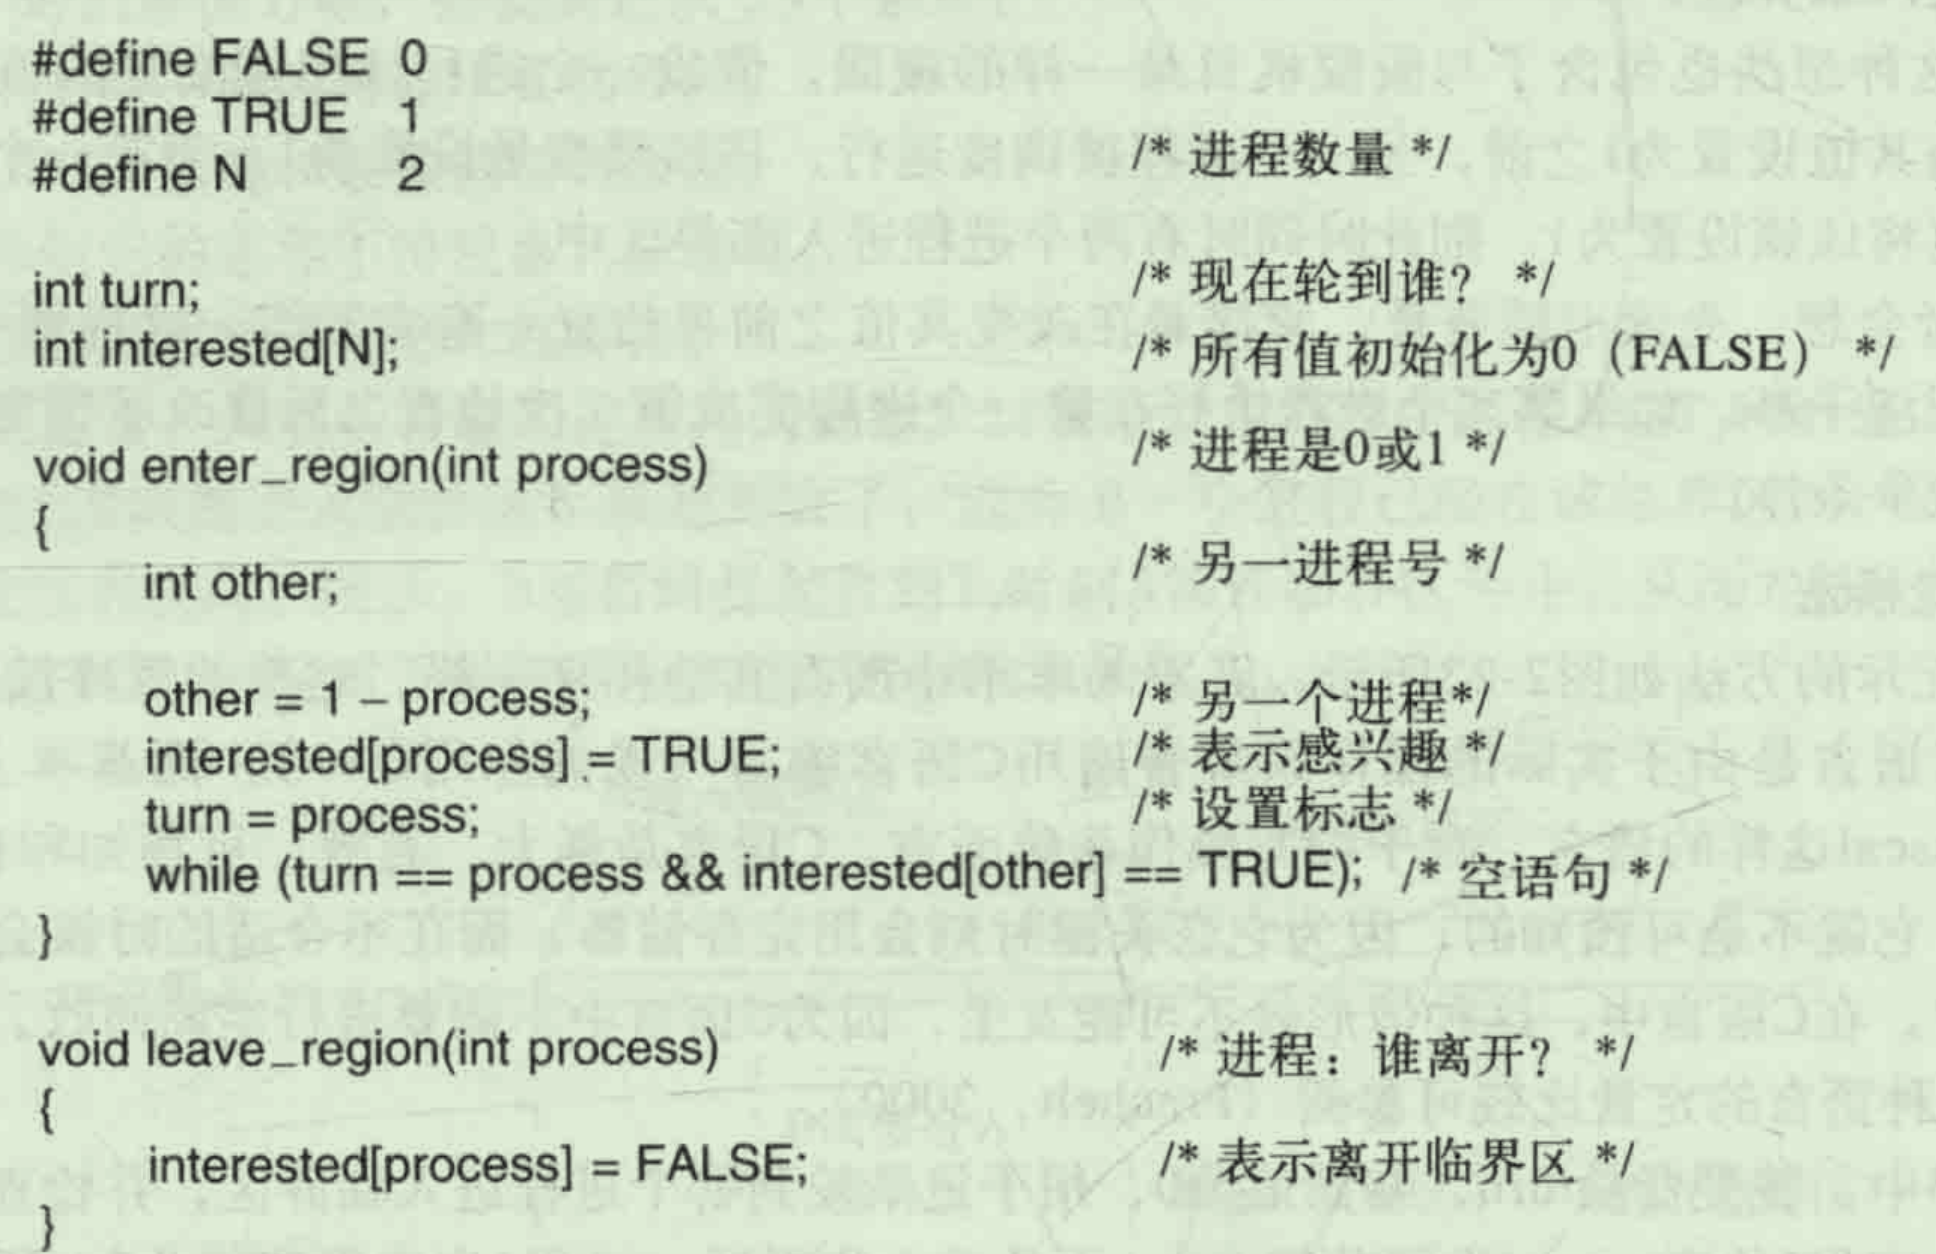 #define FALSE 0
#define TRUE 1
#define N 2 /* 进程数量 */
int turn; /* 现在轮到谁？ */
int interested[N]; /* 所有值初始化为0（FALSE） */
void enter_region(int process) /* 进程是0或1 */
{
int other; /* 另一进程号 */
other = 1 – process; /* 另一个进程*/
interested[process] = TRUE; /* 表示感兴趣 */
turn = process; /* 设置标志 */
while (turn == process && interested[other] == TRUE); /* 空语句 */
}
void leave_region(int process) /* 进程：谁离开？ */
{
interested[process] = FALSE; /* 表示离开临界区 */
}